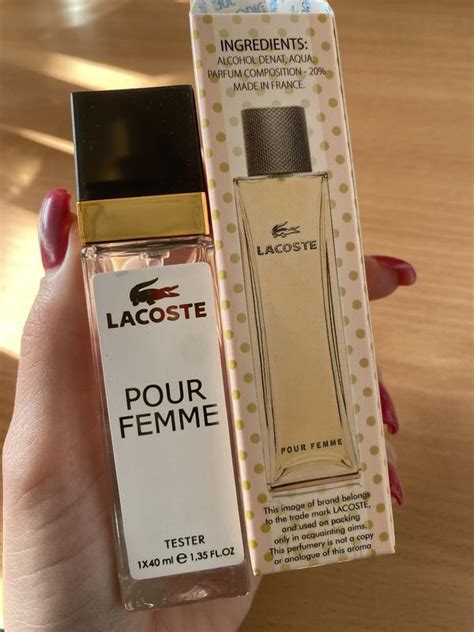 LACOSTE
POUR
FEMME
TESTER
1X40 ml e 1,35 FL.OZ
INGREDIENTS:
ALCOHOL DENAT, AQUA,
PARFUM COMPOSITION - 20%
MADE IN FRANCE.
LACOSTE
POUR FEMME
This image of brand belongs
to the trade mark LACOSTE,
and used on packing
only in acquainting aims.
This perfumery is not a copy
or analogue of this aroma